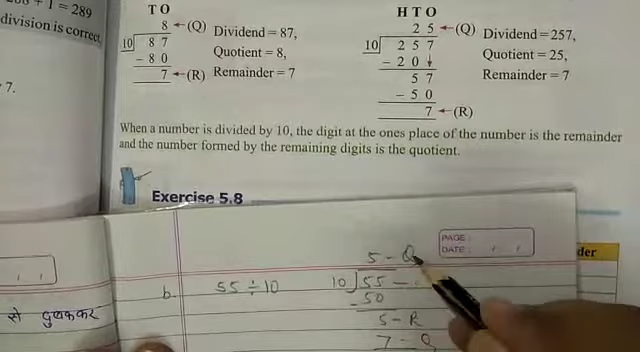 1 = 289
division is correct
7.
T O
8 ←(Q)
10 8 7
– 8 0
7 ←(R)
Dividend = 87,
Quotient = 8,
Remainder = 7
H T O
2 5 ←(Q)
10 2 5 7
– 2 0 ↓
5 7
– 5 0
7 ←(R)
Dividend = 257,
Quotient = 25,
Remainder = 7
When a number is divided by 10, the digit at the ones place of the number is the remainder
and the number formed by the remaining digits is the quotient.
Exercise 5.8
der
PAGE :
DATE :
से
b. 55 ÷ 10
5 – Q
10 55 –
- 50
5 – R
7 – Q